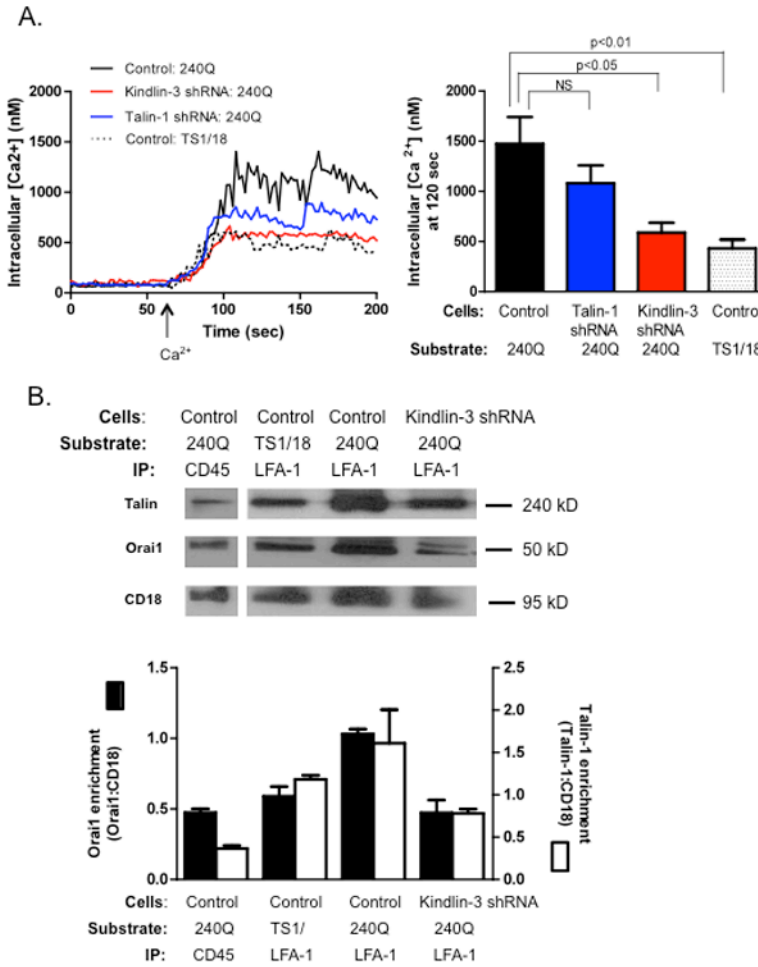 A.
Control: 240Q
Kindlin-3 shRNA: 240Q
Talin-1 shRNA: 240Q
Control: TS1/18
Intracellular [Ca2+] (nM)
2000
1500
1000
500
0
0
50
100
150
200
Time (sec)
Ca2+
p<0.01
p<0.05
NS
Intracellular [Ca 2+] (nM)
at 120 sec
2000
1500
1000
500
0
Cells: Control Talin-1 shRNA Kindlin-3 shRNA Contro
Substrate: 240Q 240Q 240Q TS1/18
B.
Cells: Control Control Control Kindlin-3 shRNA
Substrate: 240Q TS1/18 240Q 240Q
IP: CD45 LFA-1 LFA-1 LFA-1
Talin 240 kD
Orai1 50 kD
CD18 95 kD
Orai1 enrichment
(Orai1:CD18)
1.5
1.0
0.5
0.0
2.5
2.0
1.5
1.0
0.5
0.0
Talin-1 enrichment
(Talin-1:CD18)
Cells: Control Control Control Kindlin-3 shRNA
Substrate: 240Q TS1/ 240Q 240Q
IP: CD45 LFA-1 LFA-1 LFA-1